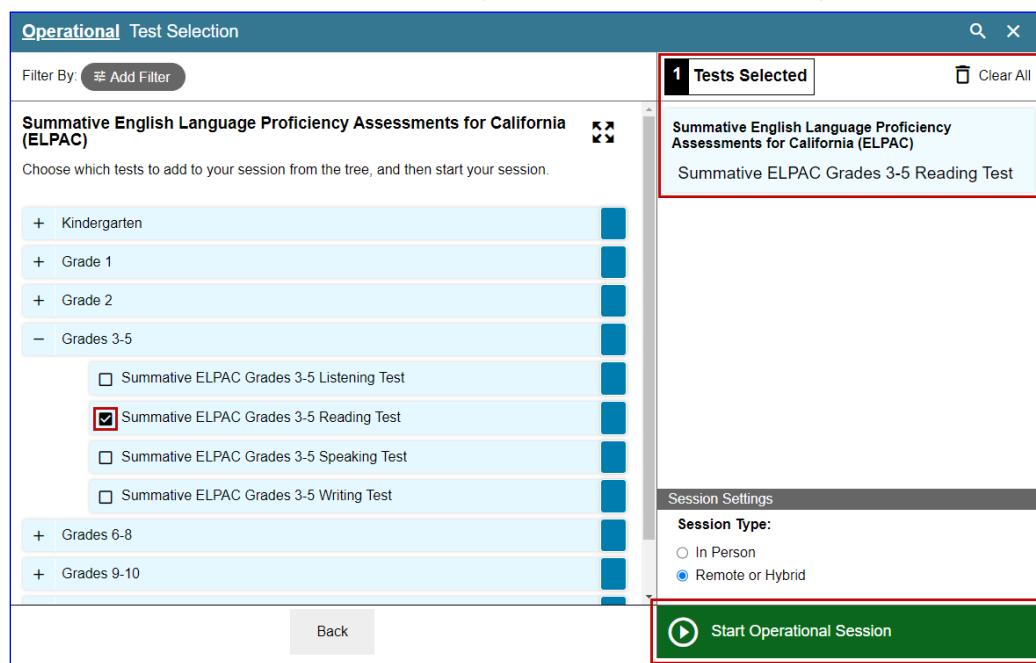 Operational Test Selection
Filter By: Add Filter
1 Tests Selected
Clear All
Summative English Language Proficiency Assessments for California
(ELPAC)
Choose which tests to add to your session from the tree, and then start your session.
+ Kindergarten
+ Grade 1
+ Grade 2
− Grades 3-5
Summative ELPAC Grades 3-5 Listening Test
Summative ELPAC Grades 3-5 Reading Test
Summative ELPAC Grades 3-5 Speaking Test
Summative ELPAC Grades 3-5 Writing Test
+ Grades 6-8
+ Grades 9-10
Back
Summative English Language Proficiency
Assessments for California (ELPAC)
Summative ELPAC Grades 3-5 Reading Test
Session Settings
Session Type:
In Person
Remote or Hybrid
Start Operational Session